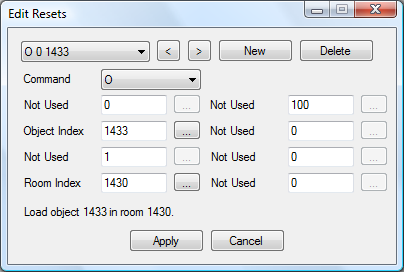 Edit Resets
O 0 1433 < > New Delete
Command O
Not Used 0 ... Not Used 100 ...
Object Index 1433 ... Not Used 0 ...
Not Used 1 ... Not Used 0 ...
Room Index 1430 ... Not Used 0 ...
Load object 1433 in room 1430.
Apply Cancel